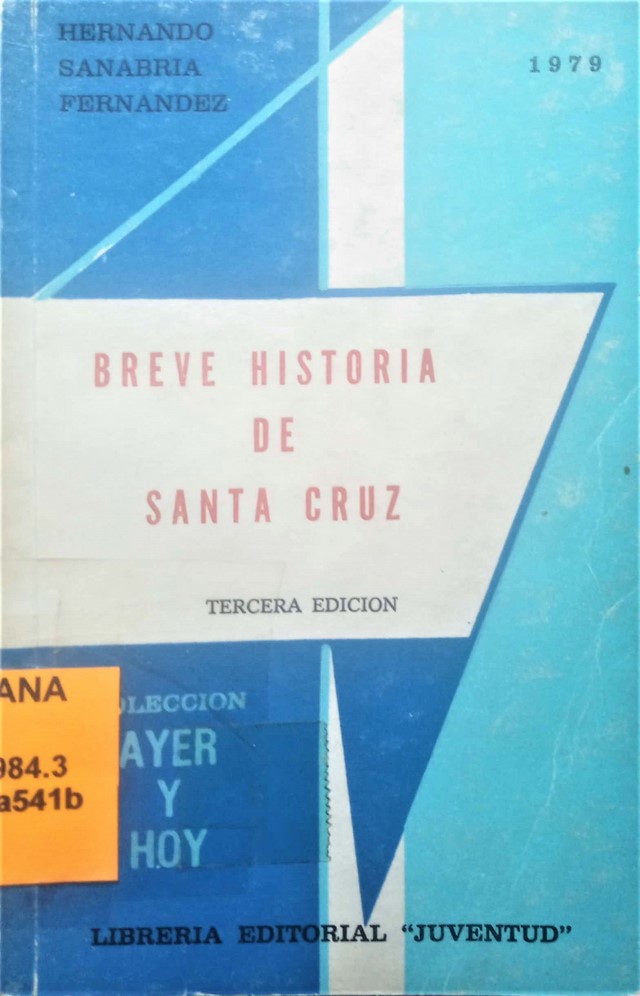 HERNANDO
SANABRIA
FERNANDEZ
1979
BREVE HISTORIA
DE
SANTA CRUZ
TERCERA EDICION
ANA
984.3
a541b
OLECCION
AYER
Y
HOY
LIBRERIA EDITORIAL “JUVENTUD”